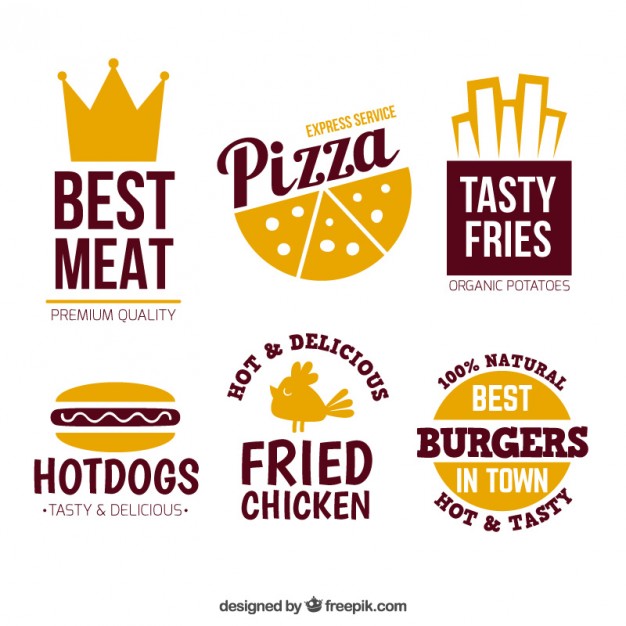 BEST
MEAT
PREMIUM QUALITY
EXPRESS SERVICE
Pizza
TASTY
FRIES
ORGANIC POTATOES
HOTDOGS
•TASTY & DELICIOUS•
HOT & DELICIOUS
FRIED
CHICKEN
100% NATURAL
BEST
BURGERS
IN TOWN
HOT & TASTY
designed by freepik.com